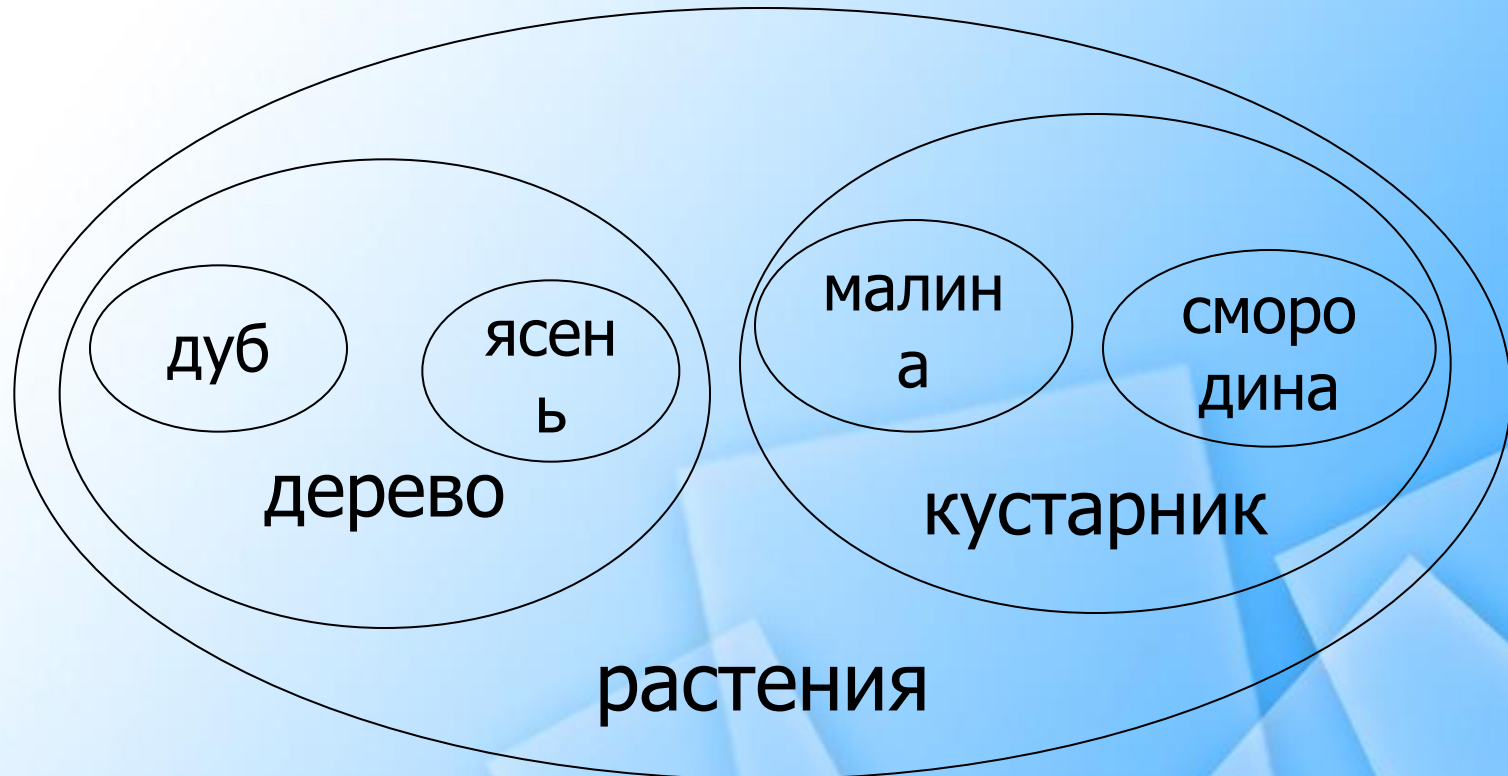 дуб
ясен
ь
дерево
малин
а
сморо
дина
кустарник
растения